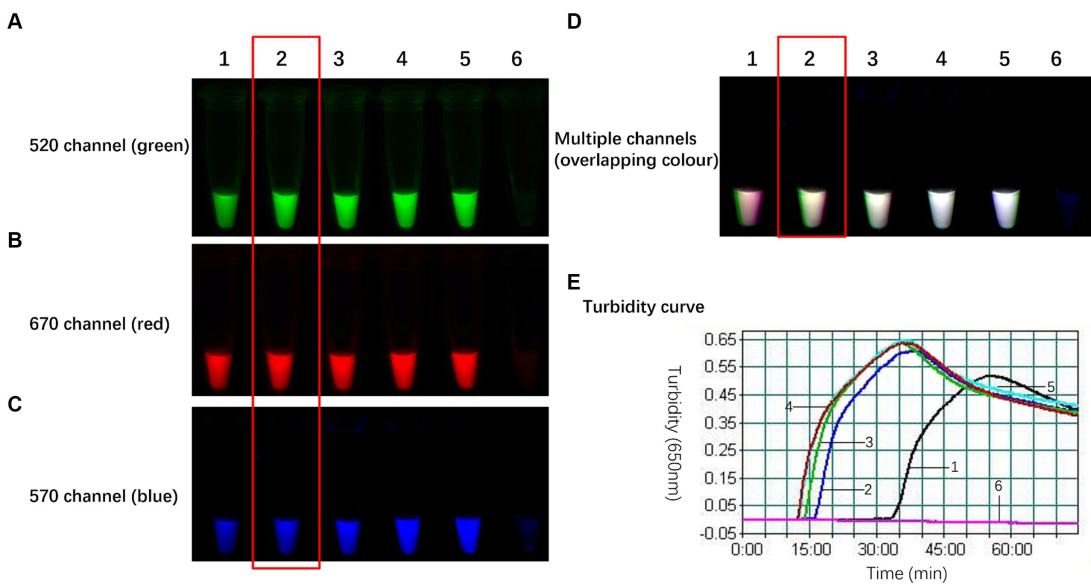 A
1 2 3 4 5 6
520 channel (green)
B
670 channel (red)
C
570 channel (blue)
D
1 2 3 4 5 6
Multiple channels
(overlapping colour)
E
Turbidity curve
Turbidity (650nm)
0.65
0.55
0.45
0.35
0.25
0.15
0.05
-0.05
4
3
2
1
5
6
0:00 15:00 30:00 45:00 60:00
Time (min)